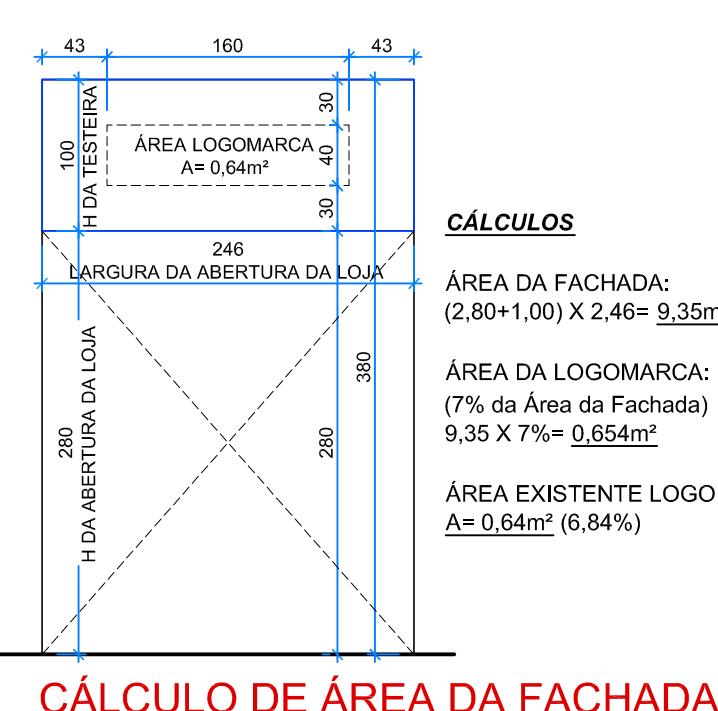 43 160 43
H DA TESTEIRA
100
ÁREA LOGOMARCA
A= 0,64m²
30
40
30
246
LARGURA DA ABERTURA DA LOJA
H DA ABERTURA DA LOJA
280
280
380
CÁLCULOS
ÁREA DA FACHADA:
(2,80+1,00) X 2,46= 9,35m
ÁREA DA LOGOMARCA:
(7% da Área da Fachada)
9,35 X 7%= 0,654m²
ÁREA EXISTENTE LOGO
A= 0,64m² (6,84%)
CÁLCULO DE ÁREA DA FACHADA